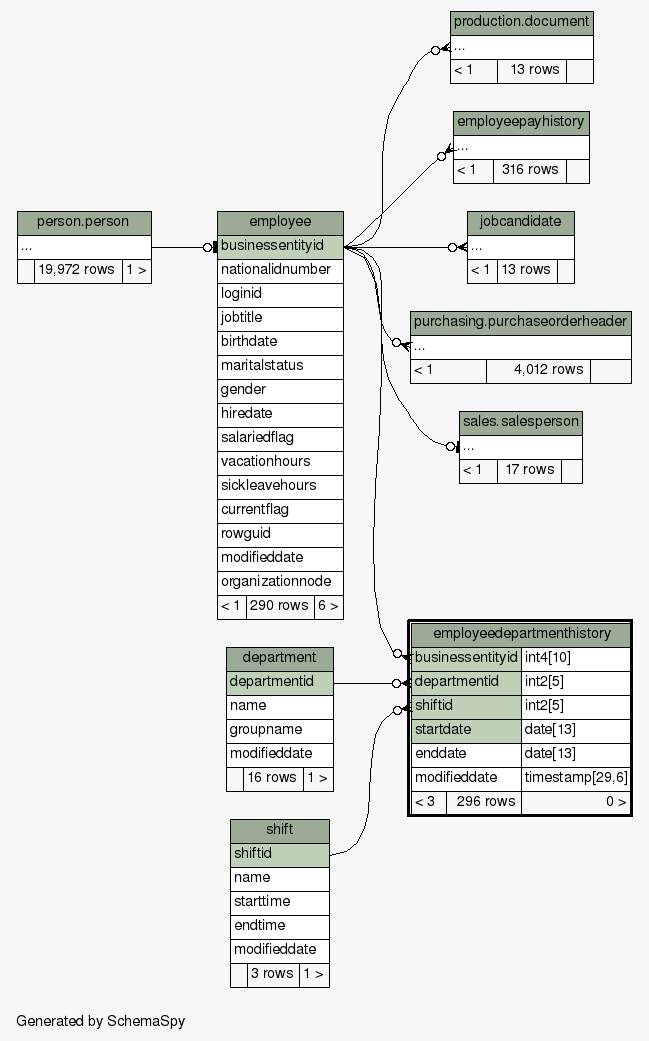 production.document
...
< 1 13 rows
employeepayhistory
...
< 1 316 rows
person.person
...
19,972 rows 1 >
employee
businessentityid
nationalidnumber
loginid
jobtitle
birthdate
maritalstatus
gender
hiredate
salariedflag
vacationhours
sickleavehours
currentflag
rowguid
modifieddate
organizationnode
< 1 290 rows 6 >
jobcandidate
...
< 1 13 rows
purchasing.purchaseorderheader
...
< 1 4,012 rows
sales.salesperson
...
< 1 17 rows
employeedepartmenthistory
businessentityid int4[10]
departmentid int2[5]
shiftid int2[5]
startdate date[13]
enddate date[13]
modifieddate timestamp[29,6]
< 3 296 rows 0 >
department
departmentid
name
groupname
modifieddate
16 rows 1 >
shift
shiftid
name
starttime
endtime
modifieddate
3 rows 1 >
Generated by SchemaSpy